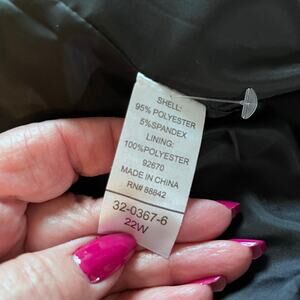 SHELL:
95% POLYESTER
5%SPANDEX
LINING:
100%POLYESTER
92670
MADE IN CHINA
RN# 88842
32-0367-6
22W